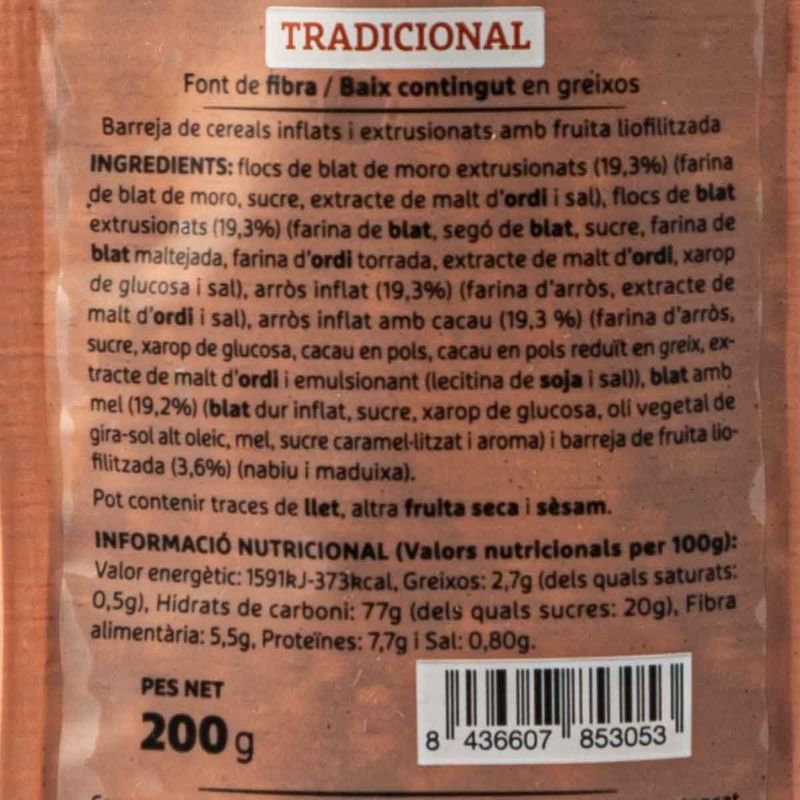 TRADICIONAL
Font de fibra / Baix contingut en greixos
Barreja de cereals inflats i extrusionats amb fruita liofilitzada
INGREDIENTS: flocs de blat de moro extrusionats (19,3%) (farina
de blat de moro, sucre, extracte de malt d'ordi i sal), flocs de blat
extrusionats (19,3%) (farina de blat, segó de blat, sucre, farina de
blat maltejada, farina d'ordi torrada, extracte de malt d'ordi, xarop
de glucosa i sal), arròs inflat (19,3%) (farina d'arròs, extracte de
malt d'ordi i sal), arròs inflat amb cacau (19,3 %) (farina d'arròs,
sucre, xarop de glucosa, cacau en pols, cacau en pols reduït en greix, ex-
tracte de malt d'ordi i emulsionant (lecitina de soja i sal)), blat amb
mel (19,2%) (blat dur inflat, sucre, xarop de glucosa, oli vegetal de
gira-sol alt oleic, mel, sucre caramel·litzat i aroma) i barreja de fruita lio-
filitzada (3,6%) (nabiu i maduixa).
Pot contenir traces de llet, altra fruita seca i sèsam.
INFORMACIÓ NUTRICIONAL (Valors nutricionals per 100g):
Valor energètic: 1591kJ-373kcal, Greixos: 2,7g (dels quals saturats:
0,5g), Hidrats de carboni: 77g (dels quals sucres: 20g), Fibra
alimentària: 5,5g, Proteïnes: 7,7g i Sal: 0,80g.
PES NET
200 g
8 436607 853053